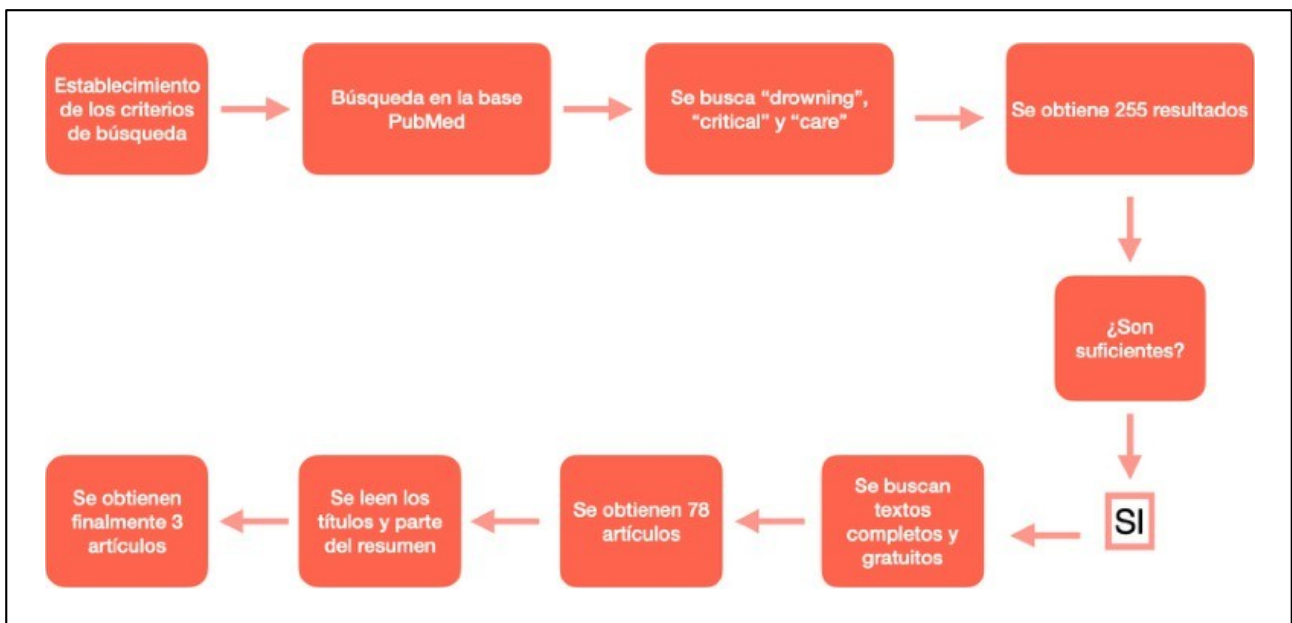 Establecimiento
de los criterios
de búsqueda
Búsqueda en la base
PubMed
Se busca “drowning”,
“critical” y “care”
Se obtiene 255 resultados
¿Son
suficientes?
SI
Se buscan
textos
completos y
gratuitos
Se obtienen 78
artículos
Se leen los
títulos y parte
del resumen
Se obtienen
finalmente 3
artículos